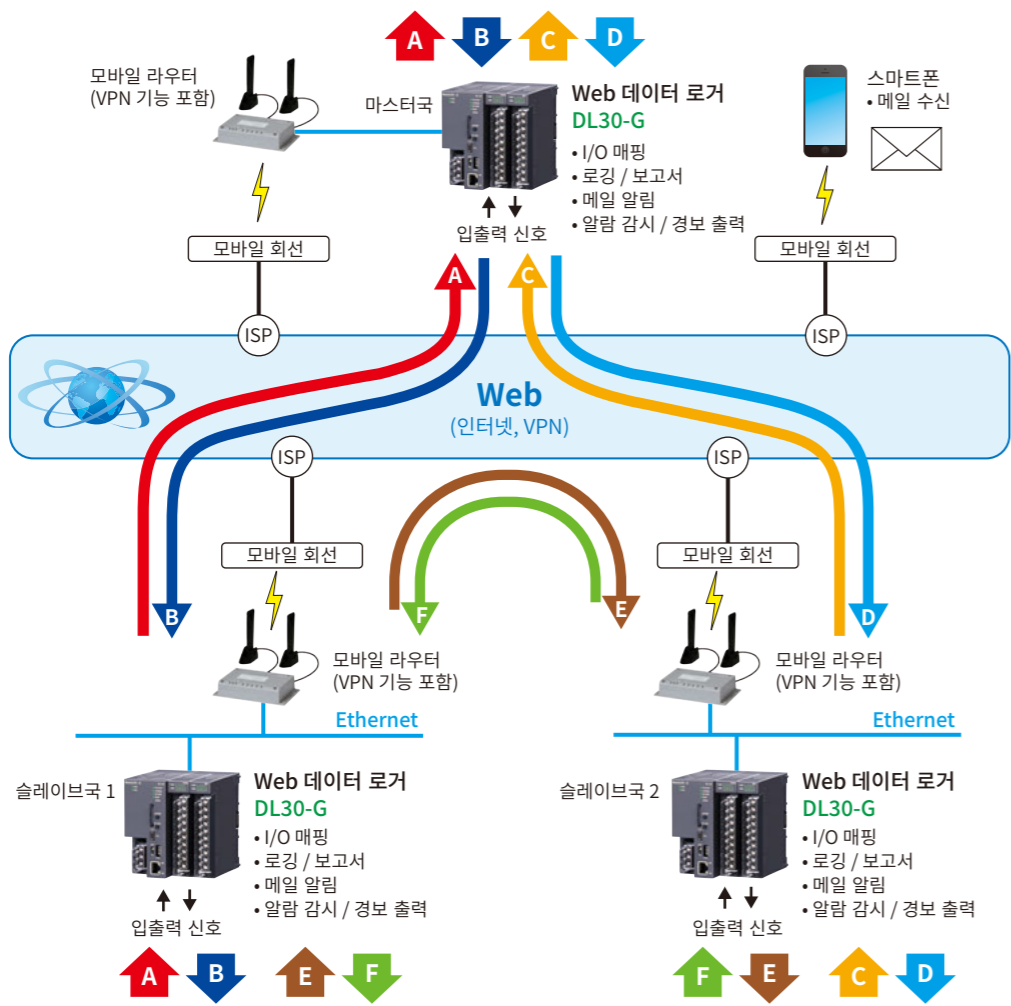 A B C D
모바일 라우터
(VPN 기능 포함)
마스터국
Web 데이터 로거
DL30-G
• I/O 매핑
• 로깅 / 보고서
• 메일 알림
• 알람 감시 / 경보 출력
입출력 신호
스마트폰
• 메일 수신
모바일 회선
모바일 회선
A
C
ISP
ISP
Web
(인터넷, VPN)
ISP
ISP
모바일 회선
모바일 회선
B
F
E
D
모바일 라우터
(VPN 기능 포함)
모바일 라우터
(VPN 기능 포함)
Ethernet
Ethernet
슬레이브국 1
Web 데이터 로거
DL30-G
• I/O 매핑
• 로깅 / 보고서
• 메일 알림
• 알람 감시 / 경보 출력
입출력 신호
A B E F
슬레이브국 2
Web 데이터 로거
DL30-G
• I/O 매핑
• 로깅 / 보고서
• 메일 알림
• 알람 감시 / 경보 출력
입출력 신호
F E C D